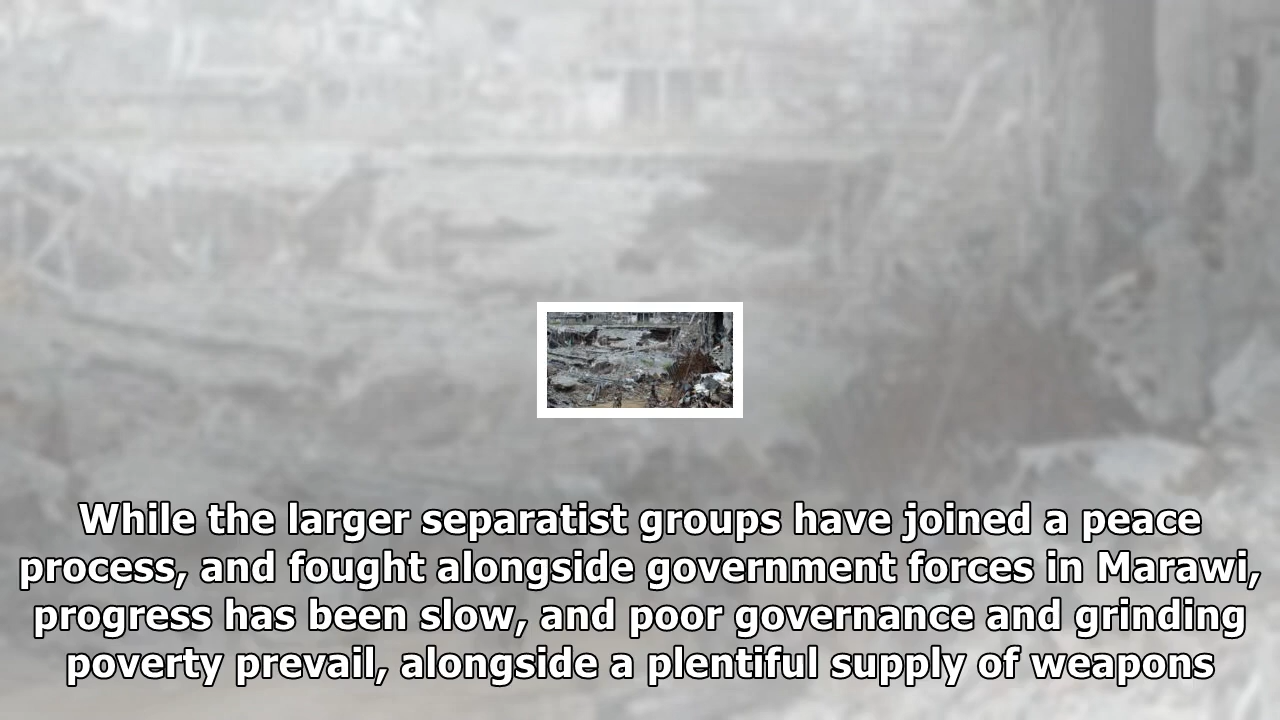 While the larger separatist groups have joined a peace
process, and fought alongside government forces in Marawi,
progress has been slow, and poor governance and grinding
poverty prevail, alongside a plentiful supply of weapons